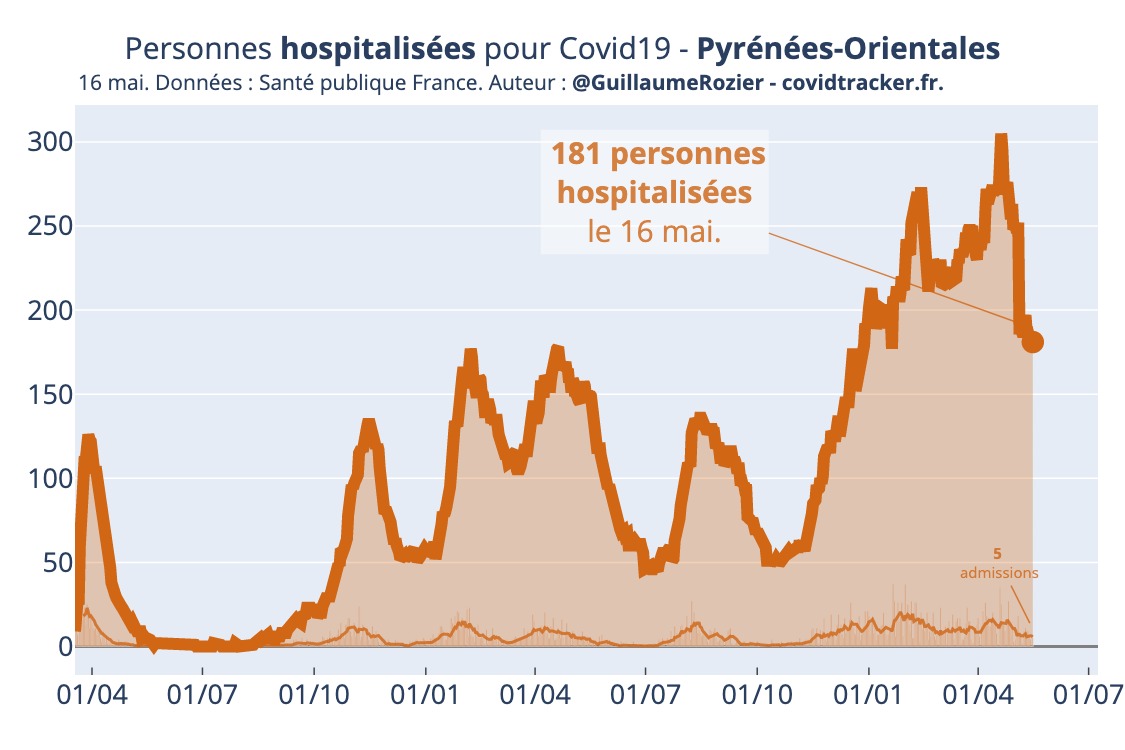 Personnes hospitalisées pour Covid19 - Pyrénées-Orientales
16 mai. Données : Santé publique France. Auteur : @GuillaumeRozier - covidtracker.fr.
300
181 personnes
hospitalisées
le 16 mai.
250
200
150
100
50
5
admissions
0
01/04 01/07 01/10 01/01 01/04 01/07 01/10 01/01 01/04 01/07